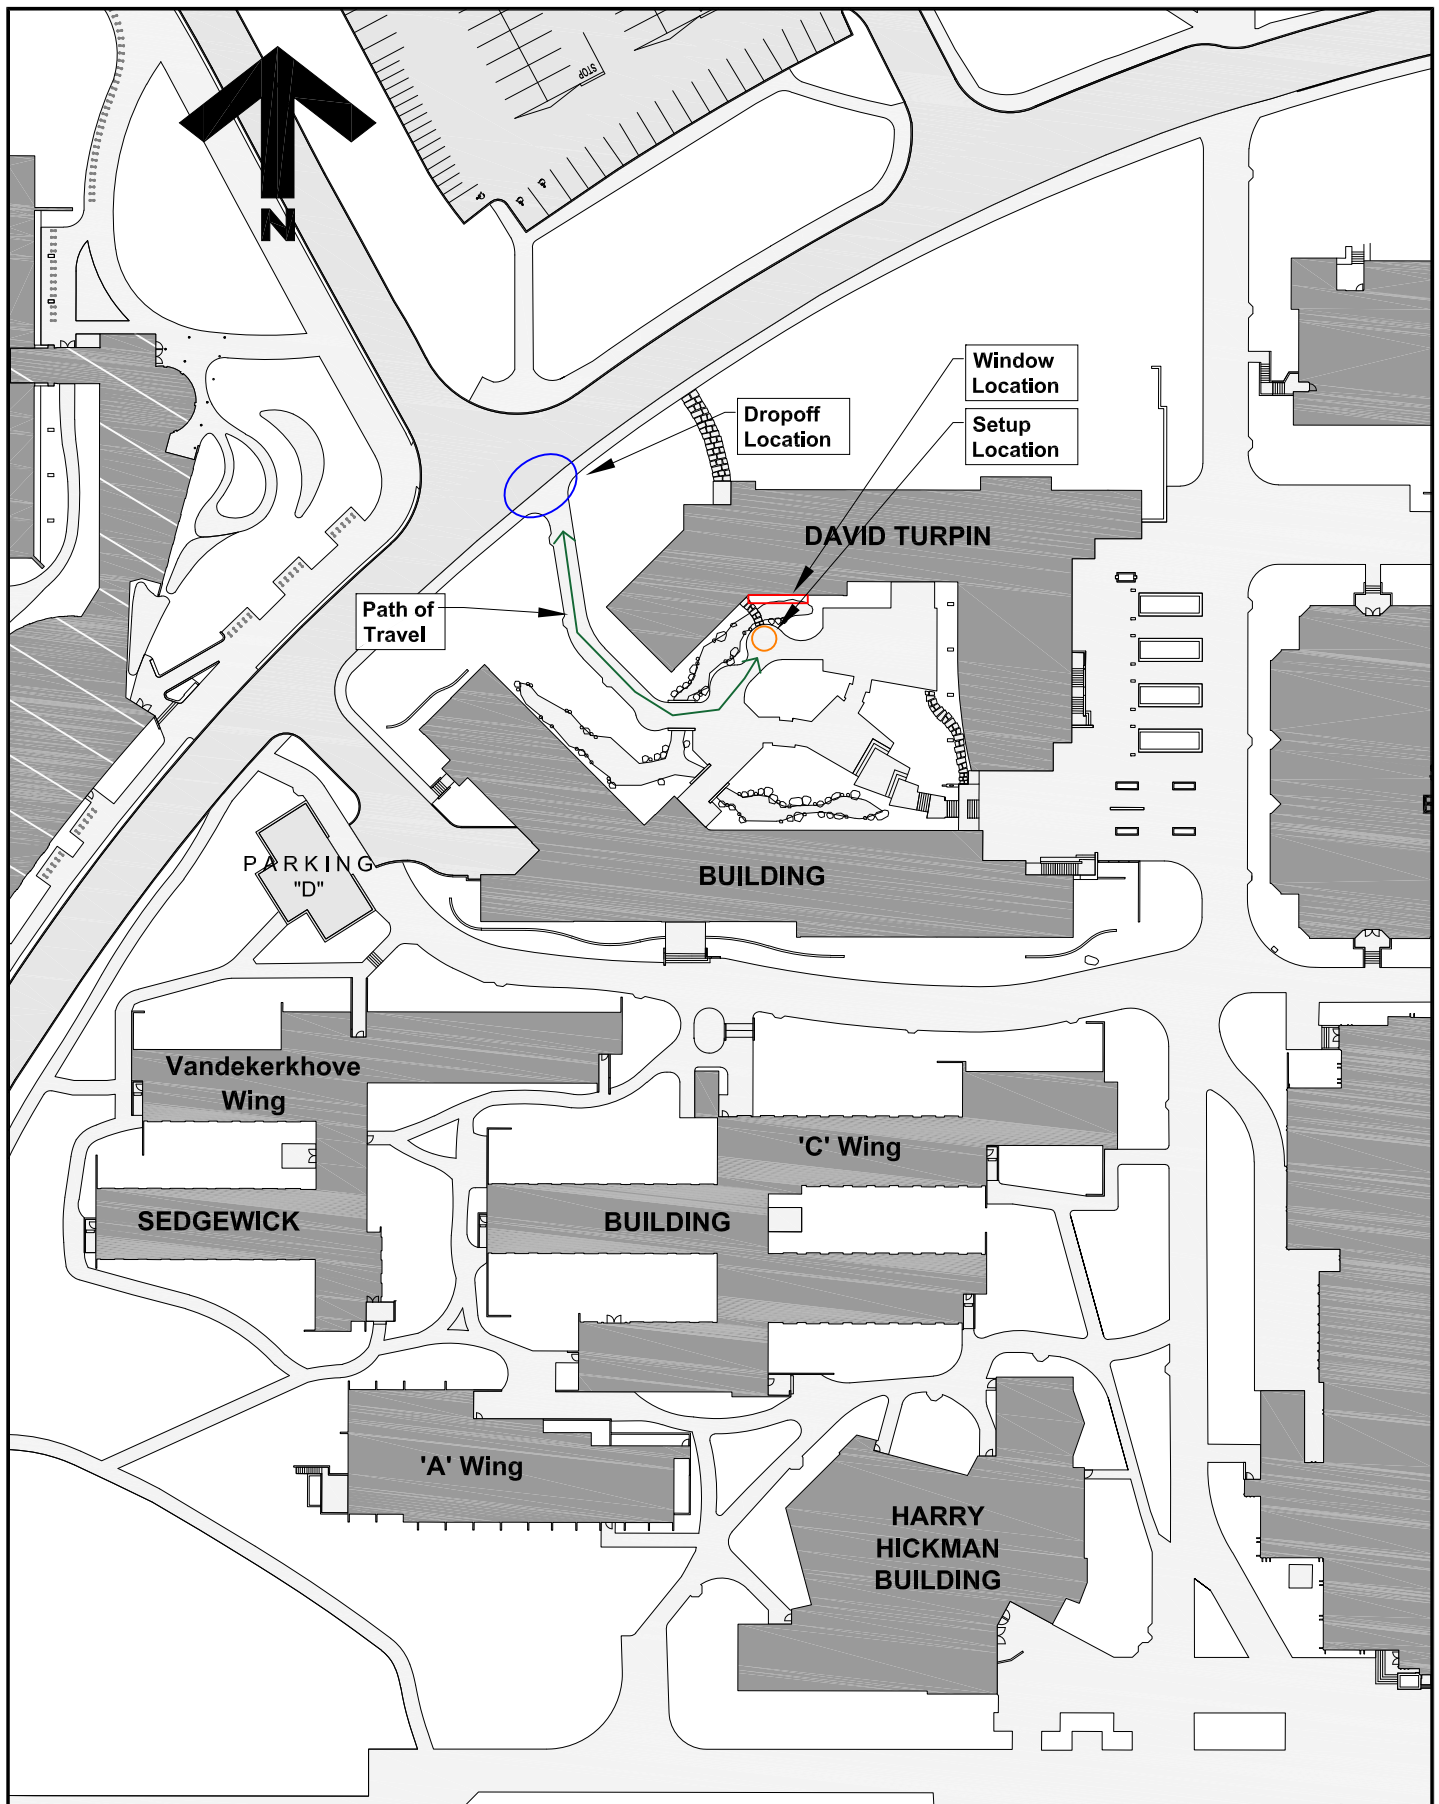 STOP
N
Window
Location
Dropoff
Location
Setup
Location
DAVID TURPIN
Path of
Travel
PARKING
"D"
BUILDING
Vandekerkhove
Wing
'C' Wing
SEDGEWICK
BUILDING
'A' Wing
HARRY
HICKMAN
BUILDING